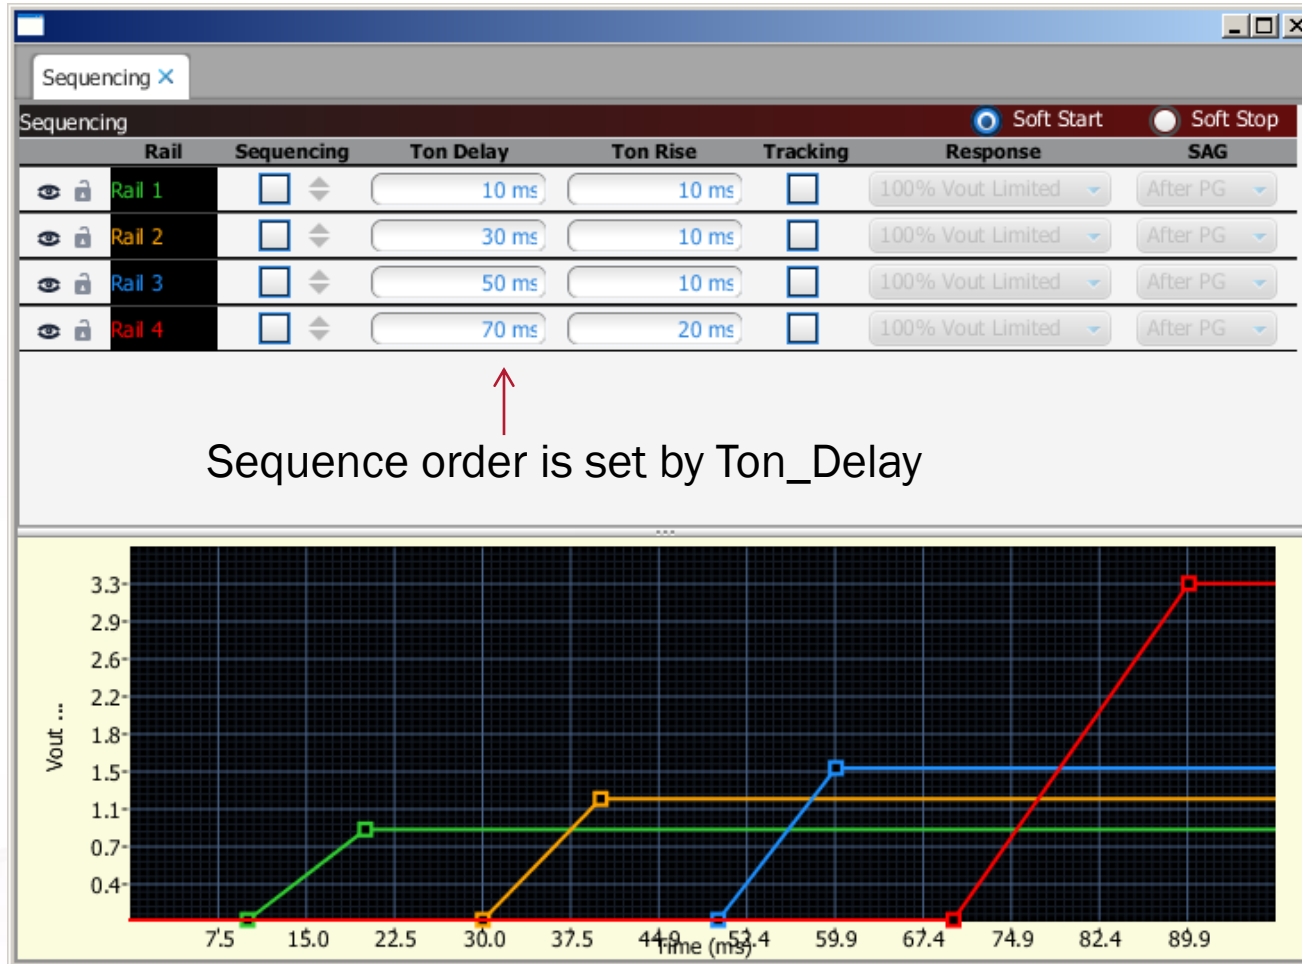 Sequencing
Sequencing Soft Start Soft Stop
Rail Sequencing Ton Delay Ton Rise Tracking Response SAG
Rail 1 10 ms 10 ms 100% Vout Limited After PG
Rail 2 30 ms 10 ms 100% Vout Limited After PG
Rail 3 50 ms 10 ms 100% Vout Limited After PG
Rail 4 70 ms 20 ms 100% Vout Limited After PG
Sequence order is set by Ton_Delay
3.3
2.9
2.6
2.2
1.8
1.5
1.1
0.7
0.4
Vout ...
7.5 15.0 22.5 30.0 37.5 44.9 52.4 59.9 67.4 74.9 82.4 89.9
Time (ms)